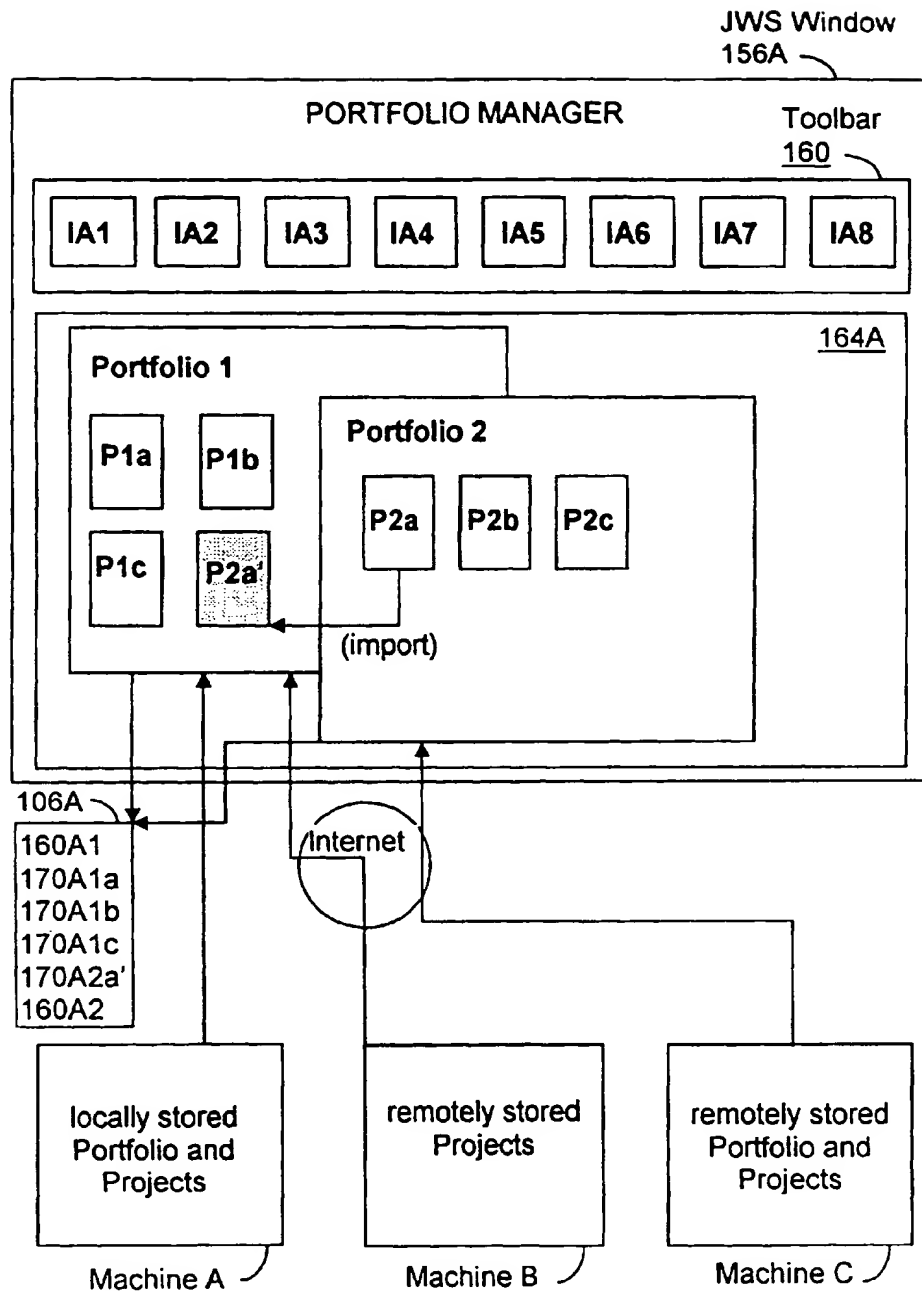 JWS Window
156A
PORTFOLIO MANAGER
Toolbar
160
IA1 IA2 IA3 IA4 IA5 IA6 IA7 IA8
164A
Portfolio 1
P1a P1b
P1c P2a'
Portfolio 2
P2a P2b P2c
(import)
106A
160A1
170A1a
170A1b
170A1c
170A2a'
160A2
Internet
locally stored
Portfolio and
Projects
remotely stored
Projects
remotely stored
Portfolio and
Projects
Machine A
Machine B
Machine C